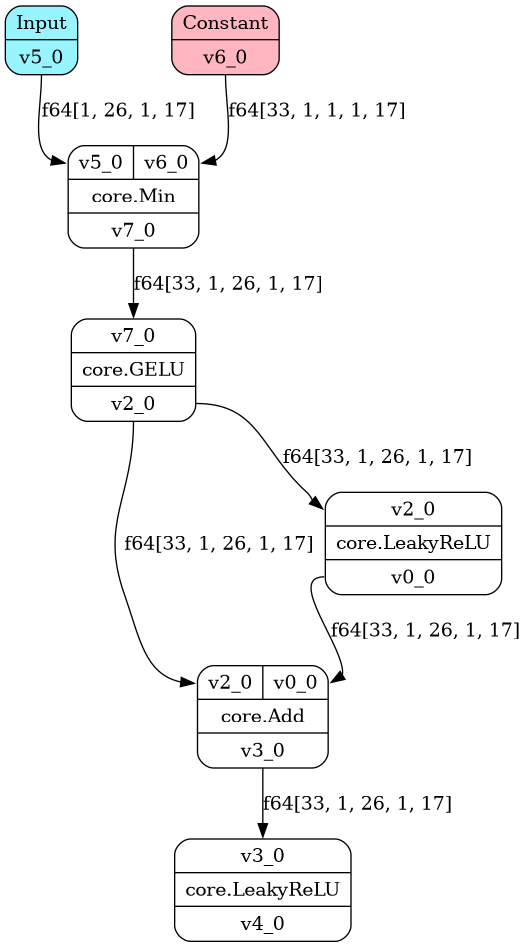 Input
v5_0
Constant
v6_0
f64[1, 26, 1, 17]
f64[33, 1, 1, 1, 17]
v5_0 v6_0
core.Min
v7_0
f64[33, 1, 26, 1, 17]
v7_0
core.GELU
v2_0
f64[33, 1, 26, 1, 17]
v2_0
core.LeakyReLU
v0_0
f64[33, 1, 26, 1, 17]
f64[33, 1, 26, 1, 17]
v2_0 v0_0
core.Add
v3_0
f64[33, 1, 26, 1, 17]
v3_0
core.LeakyReLU
v4_0